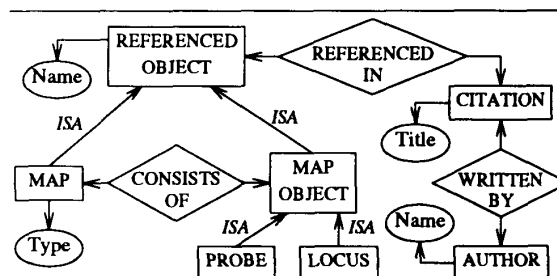 REFERENCED
OBJECT
REFERENCED
IN
Name
CITATION
ISA
ISA
Title
MAP
CONSISTS
OF
MAP
OBJECT
WRITTEN
BY
Type
ISA
ISA
Name
PROBE
LOCUS
AUTHOR